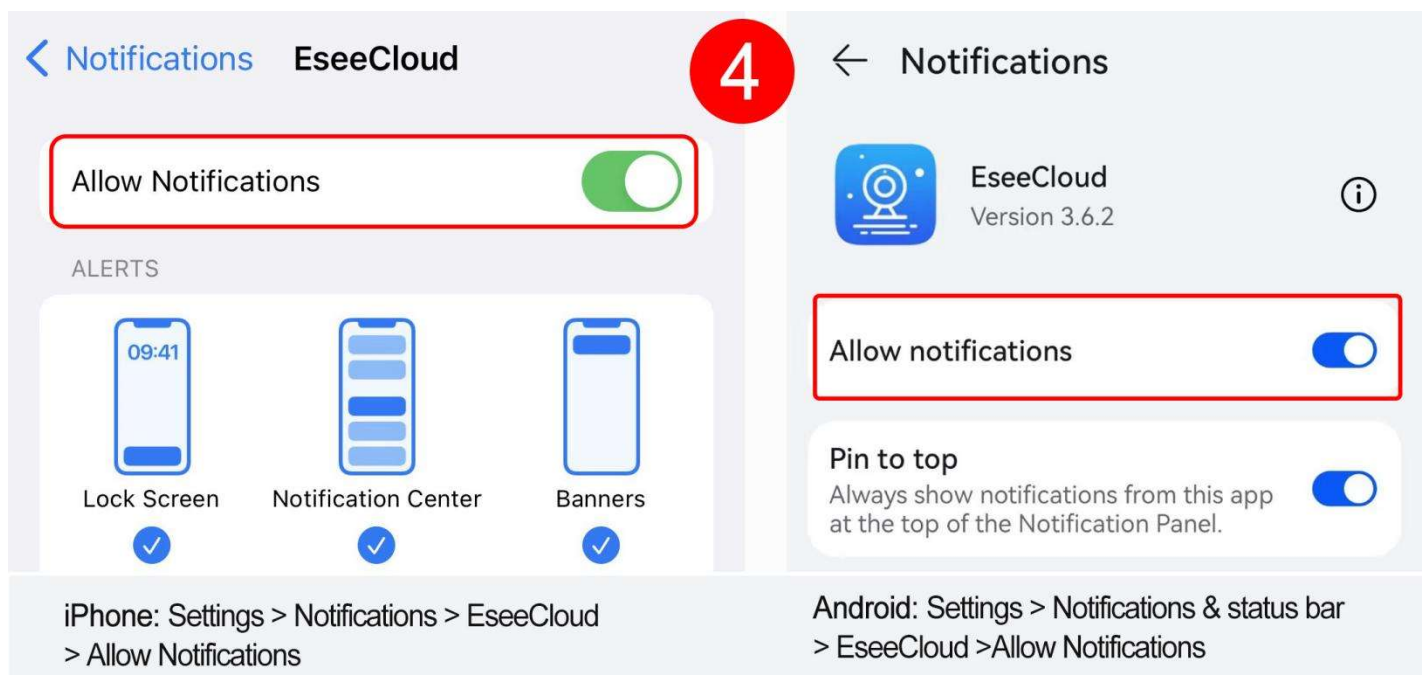 Notifications EseeCloud
Allow Notifications
ALERTS
09:41
Lock Screen Notification Center Banners
iPhone: Settings > Notifications > EseeCloud
> Allow Notifications
4
Notifications
EseeCloud
Version 3.6.2
Allow notifications
Pin to top
Always show notifications from this app
at the top of the Notification Panel.
Android: Settings > Notifications & status bar
> EseeCloud >Allow Notifications